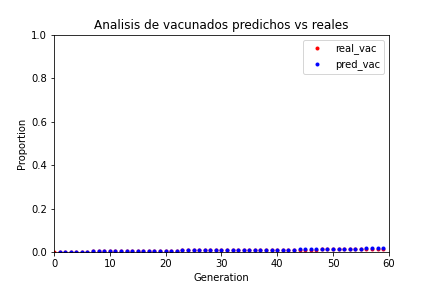 Analisis de vacunados predichos vs reales
real_vac
pred_vac
1.0
0.8
0.6
0.4
0.2
0.0
Proportion
0 10 20 30 40 50 60
Generation